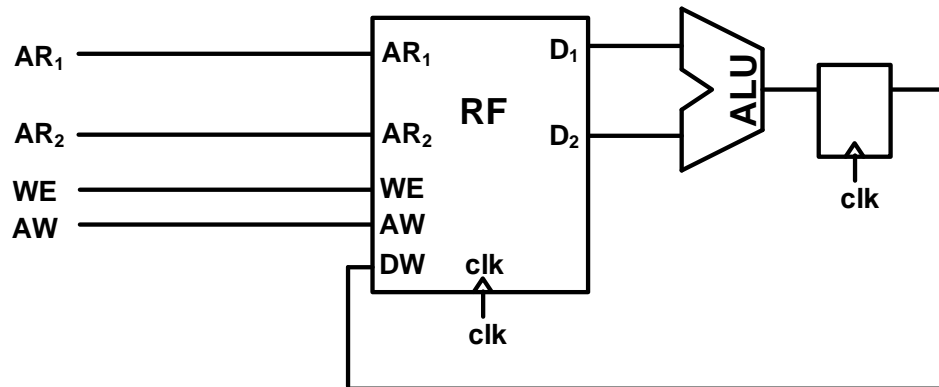 AR₁
AR₂
WE
AW
AR₁
AR₂
WE
AW
DW
RF
D₁
D₂
clk
clk
ALU
clk